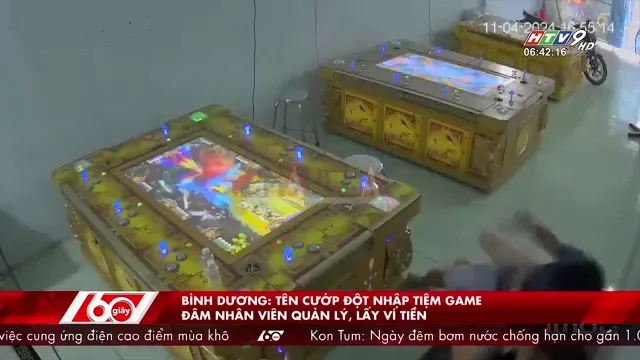 11-04-2024 16:55:14
HTV9 HD
06:42:16
60 giây
BÌNH DƯƠNG: TÊN CƯỚP ĐỘT NHẬP TIỆM GAME
ĐÂM NHÂN VIÊN QUẢN LÝ, LẤY VÍ TIỀN
việc cung ứng điện cao điểm mùa khô Kon Tum: Ngày đêm bơm nước chống hạn cho gần 1.0